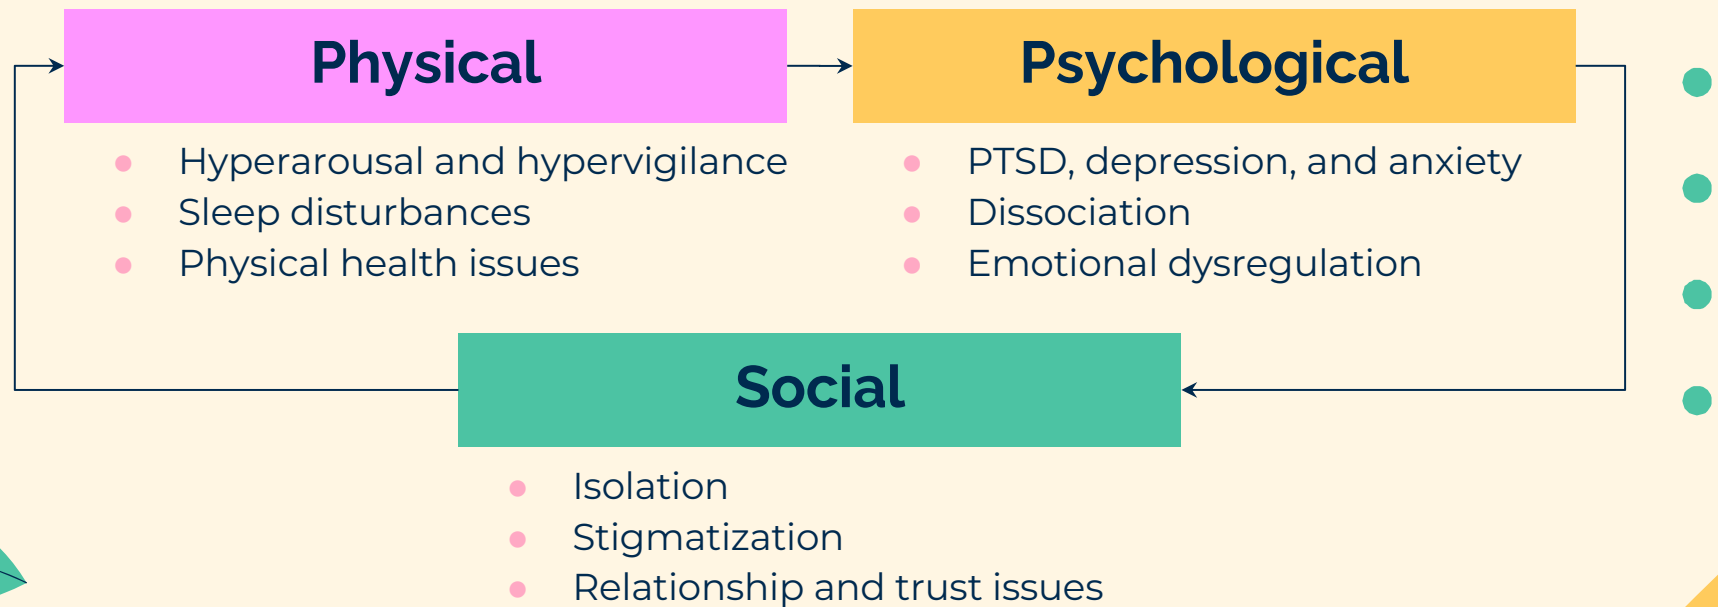 Physical
Hyperarousal and hypervigilance
Sleep disturbances
Physical health issues
Psychological
PTSD, depression, and anxiety
Dissociation
Emotional dysregulation
Social
Isolation
Stigmatization
Relationship and trust issues